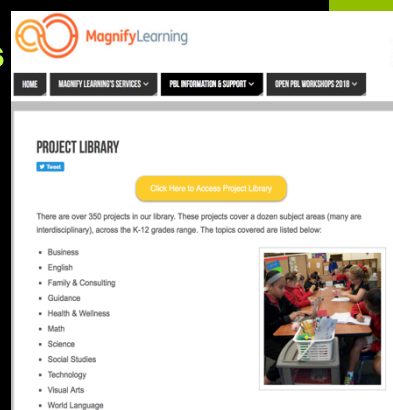 s
MagnifyLearning
HOME MAGNIFY LEARNING'S SERVICES PBL INFORMATION & SUPPORT OPEN PBL WORKSHOPS 2018
PROJECT LIBRARY
Tweet
Click Here to Access Project Library
There are over 350 projects in our library. These projects cover a dozen subject areas (many are
interdisciplinary), across the K-12 grades range. The topics covered are listed below:
Business
English
Family & Consulting
Guidance
Health & Wellness
Math
Science
Social Studies
Technology
Visual Arts
World Language